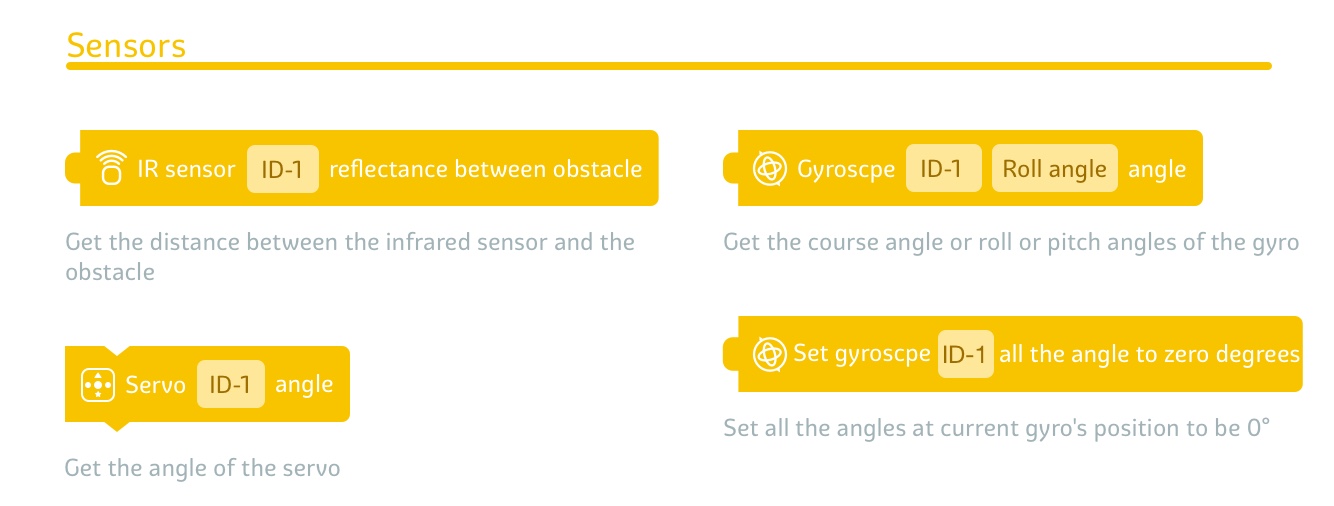 Sensors
IR sensor ID-1 reflectance between obstacle
Get the distance between the infrared sensor and the
obstacle
Servo ID-1 angle
Get the angle of the servo
Gyroscpe ID-1 Roll angle angle
Get the course angle or roll or pitch angles of the gyro
Set gyroscpe ID-1 all the angle to zero degrees
Set all the angles at current gyro's position to be 0°